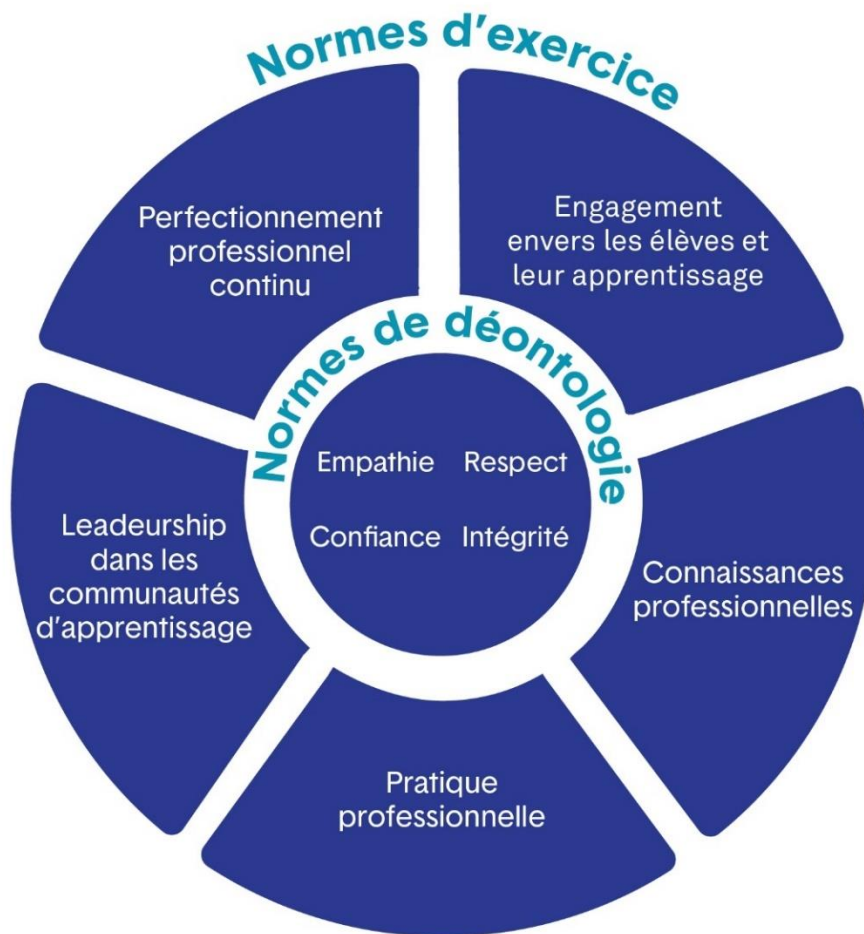 Normes d'exercice
Perfectionnement
professionnel
continu
Engagement
envers les élèves et
leur apprentissage
Normes de déontologie
Empathie Respect
Confiance Intégrité
Leadeurship
dans les
communautés
d'apprentissage
Connaissances
professionnelles
Pratique
professionnelle